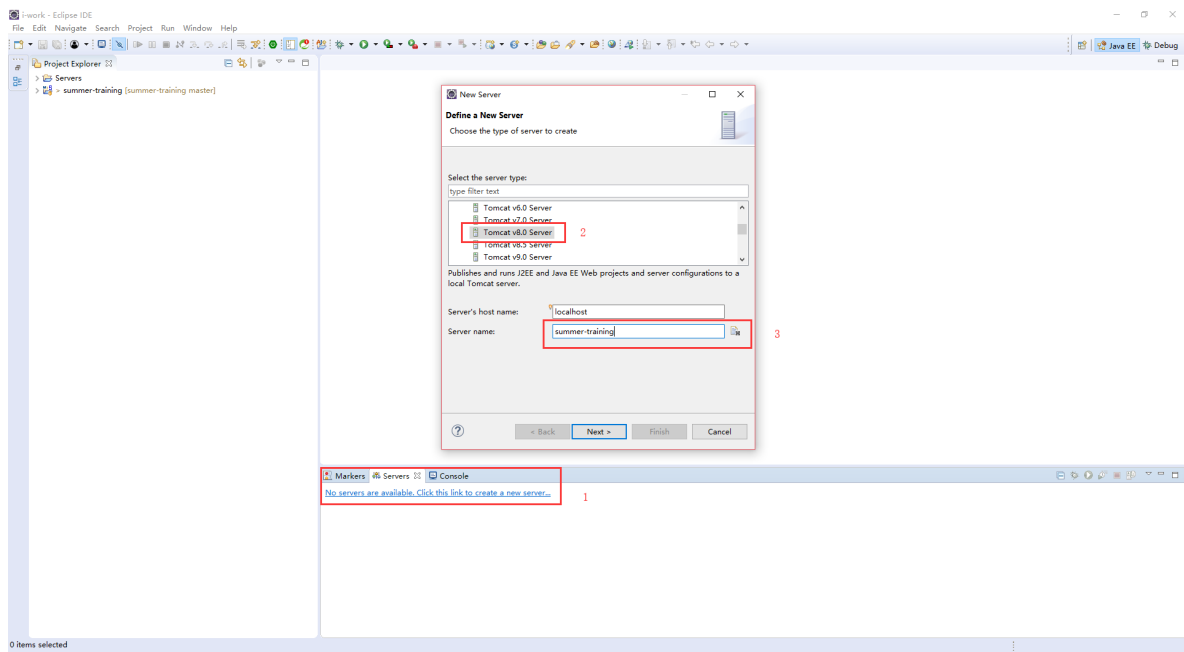 i-work - Eclipse IDE
File Edit Navigate Search Project Run Window Help
Java EE Debug
Project Explorer
Servers
> summer-training [summer-training master]
New Server
Define a New Server
Choose the type of server to create
Select the server type:
type filter text
Tomcat v6.0 Server
Tomcat v7.0 Server
Tomcat v8.0 Server
2
Tomcat v8.5 Server
Tomcat v9.0 Server
Publishes and runs J2EE and Java EE Web projects and server configurations to a
local Tomcat server.
Server's host name: localhost
Server name: summer-training
3
< Back Next > Finish Cancel
Markers Servers Console
No servers are available. Click this link to create a new server...
1
0 items selected